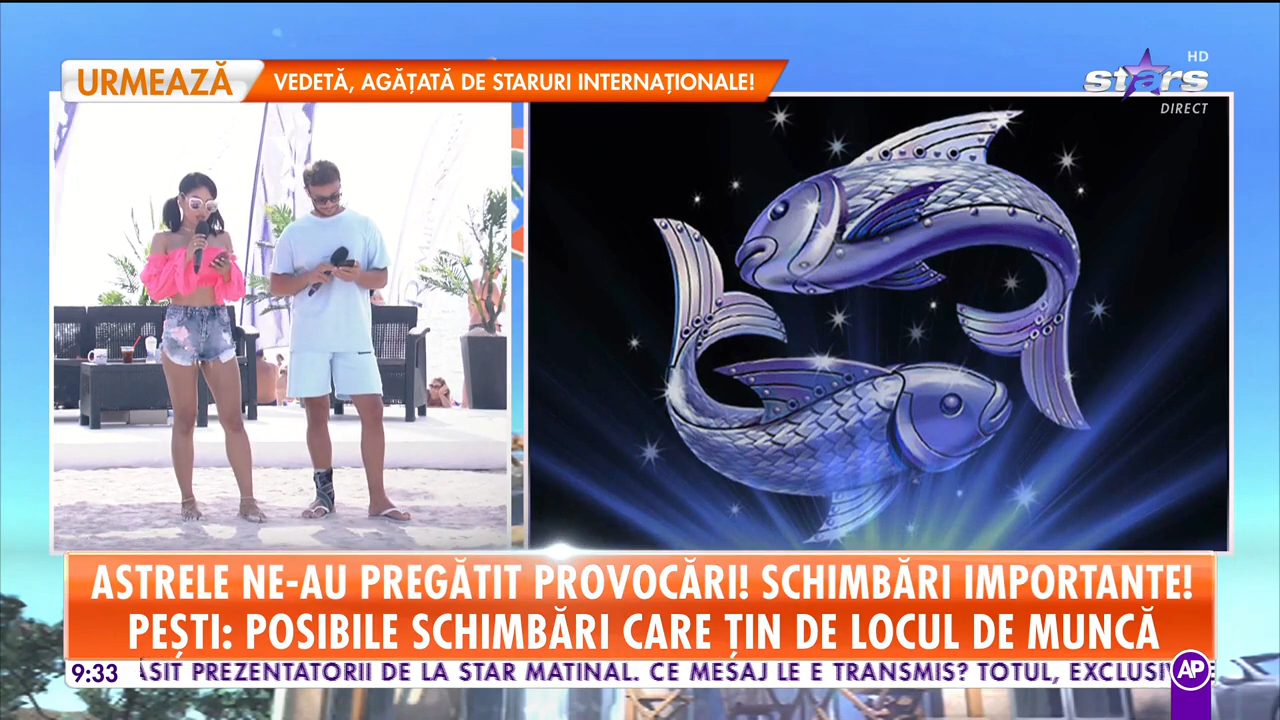 URMEAZĂ
VEDETĂ, AGĂȚATĂ DE STARURI INTERNAȚIONALE!
HD
stars
DIRECT
ASTRELE NE-AU PREGĂTIT PROVOCĂRI! SCHIMBĂRI IMPORTANTE!
PEȘTI: POSIBILE SCHIMBĂRI CARE ȚIN DE LOCUL DE MUNCĂ
9:33 ĂSIT PREZENTATORII DE LA STAR MATINAL. CE MESAJ LE E TRANSMIS? TOTUL, EXCLUSIV
AP